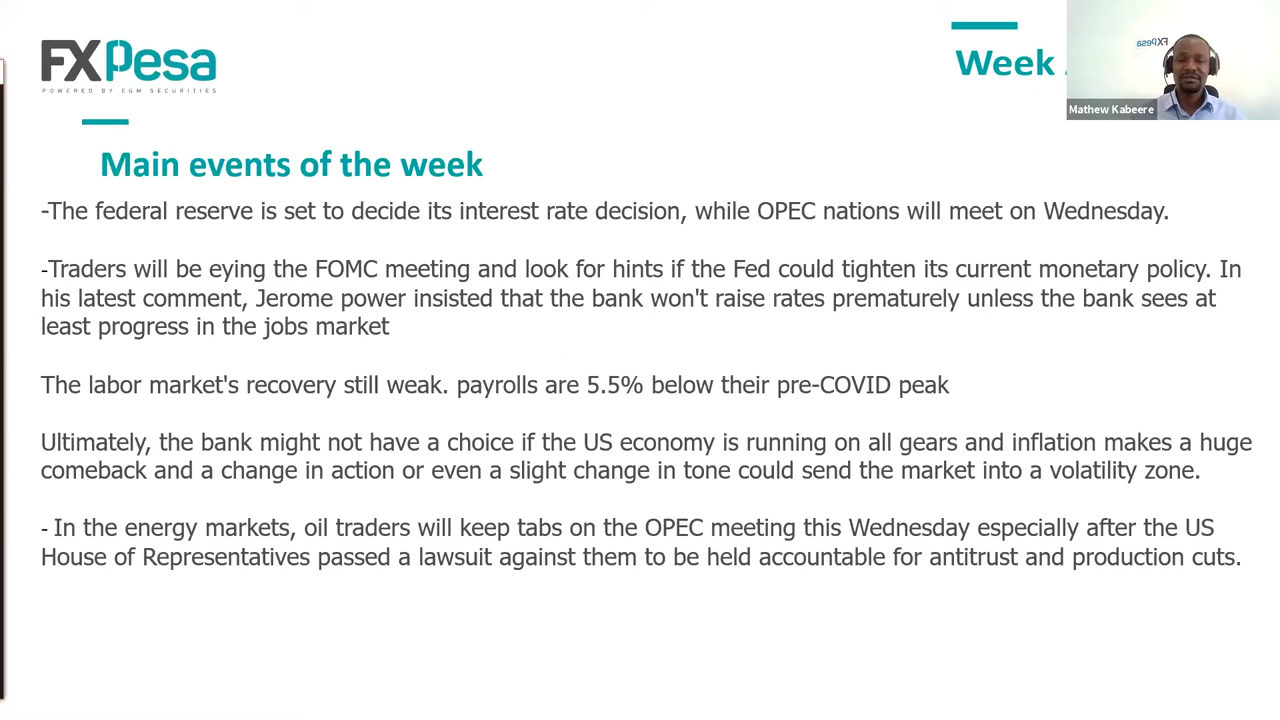 FXPesa
POWERED BY EGM SECURITIES
Week
FXPesa
Mathew Kabeere
Main events of the week
-The federal reserve is set to decide its interest rate decision, while OPEC nations will meet on Wednesday.
-Traders will be eying the FOMC meeting and look for hints if the Fed could tighten its current monetary policy. In
his latest comment, Jerome power insisted that the bank won't raise rates prematurely unless the bank sees at
least progress in the jobs market
The labor market's recovery still weak. payrolls are 5.5% below their pre-COVID peak
Ultimately, the bank might not have a choice if the US economy is running on all gears and inflation makes a huge
comeback and a change in action or even a slight change in tone could send the market into a volatility zone.
- In the energy markets, oil traders will keep tabs on the OPEC meeting this Wednesday especially after the US
House of Representatives passed a lawsuit against them to be held accountable for antitrust and production cuts.